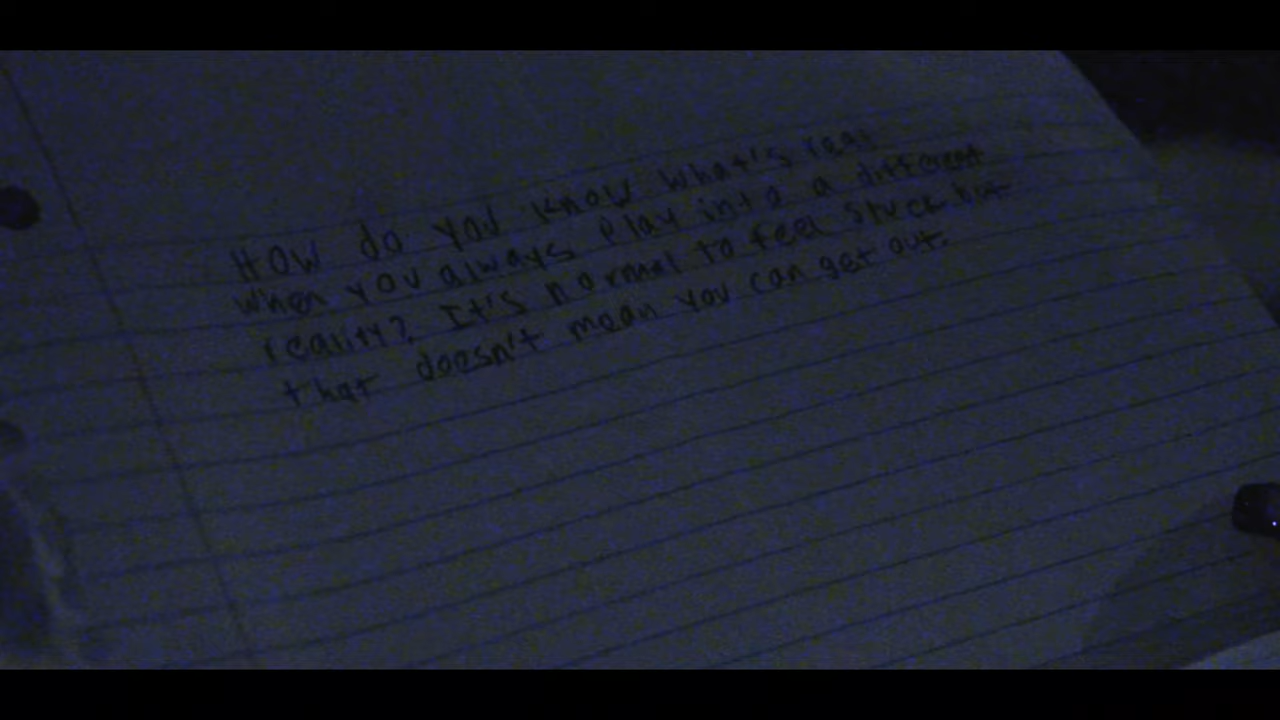 How do you know what's real
when you always play into a different
reality? It's normal to feel stuck but
that doesn't mean you can get out.